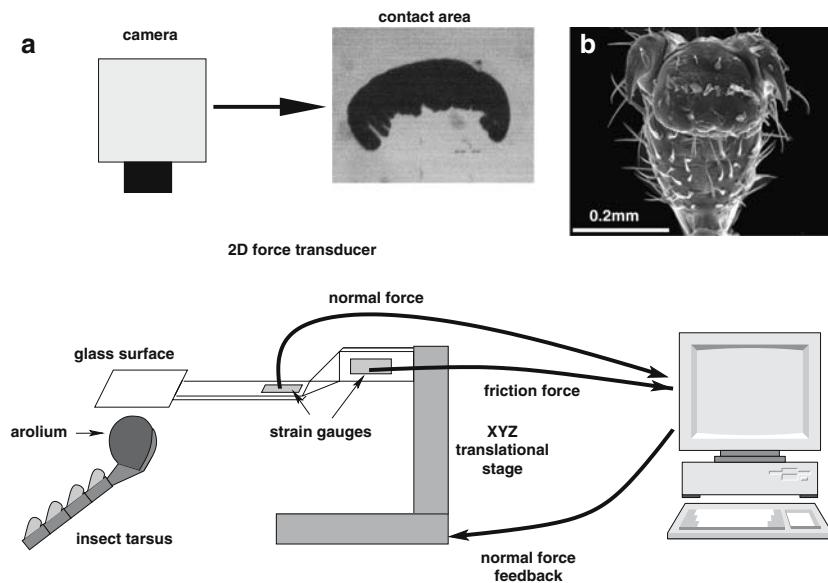 a
camera
contact area
b
0.2mm
2D force transducer
normal force
glass surface
friction force
arolium
strain gauges
XYZ
translational
stage
insect tarsus
normal force
feedback